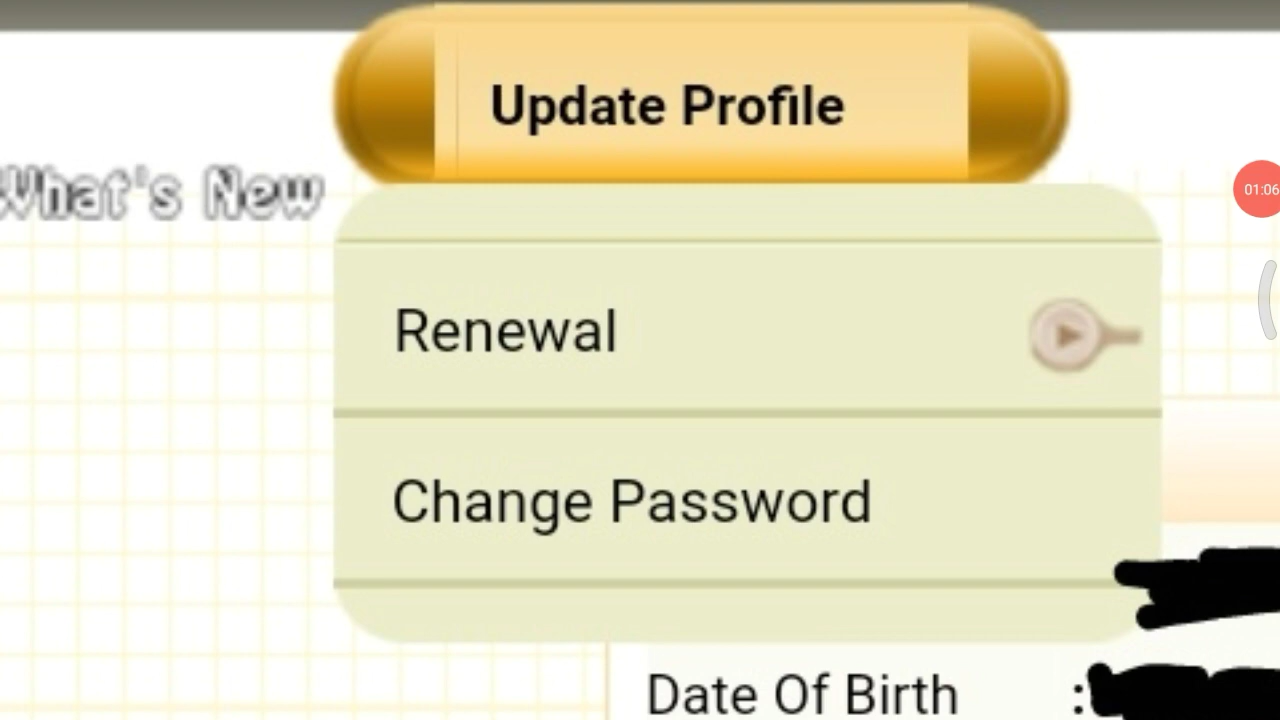 Update Profile
What's New
01:06
Renewal
Change Password
Date Of Birth :